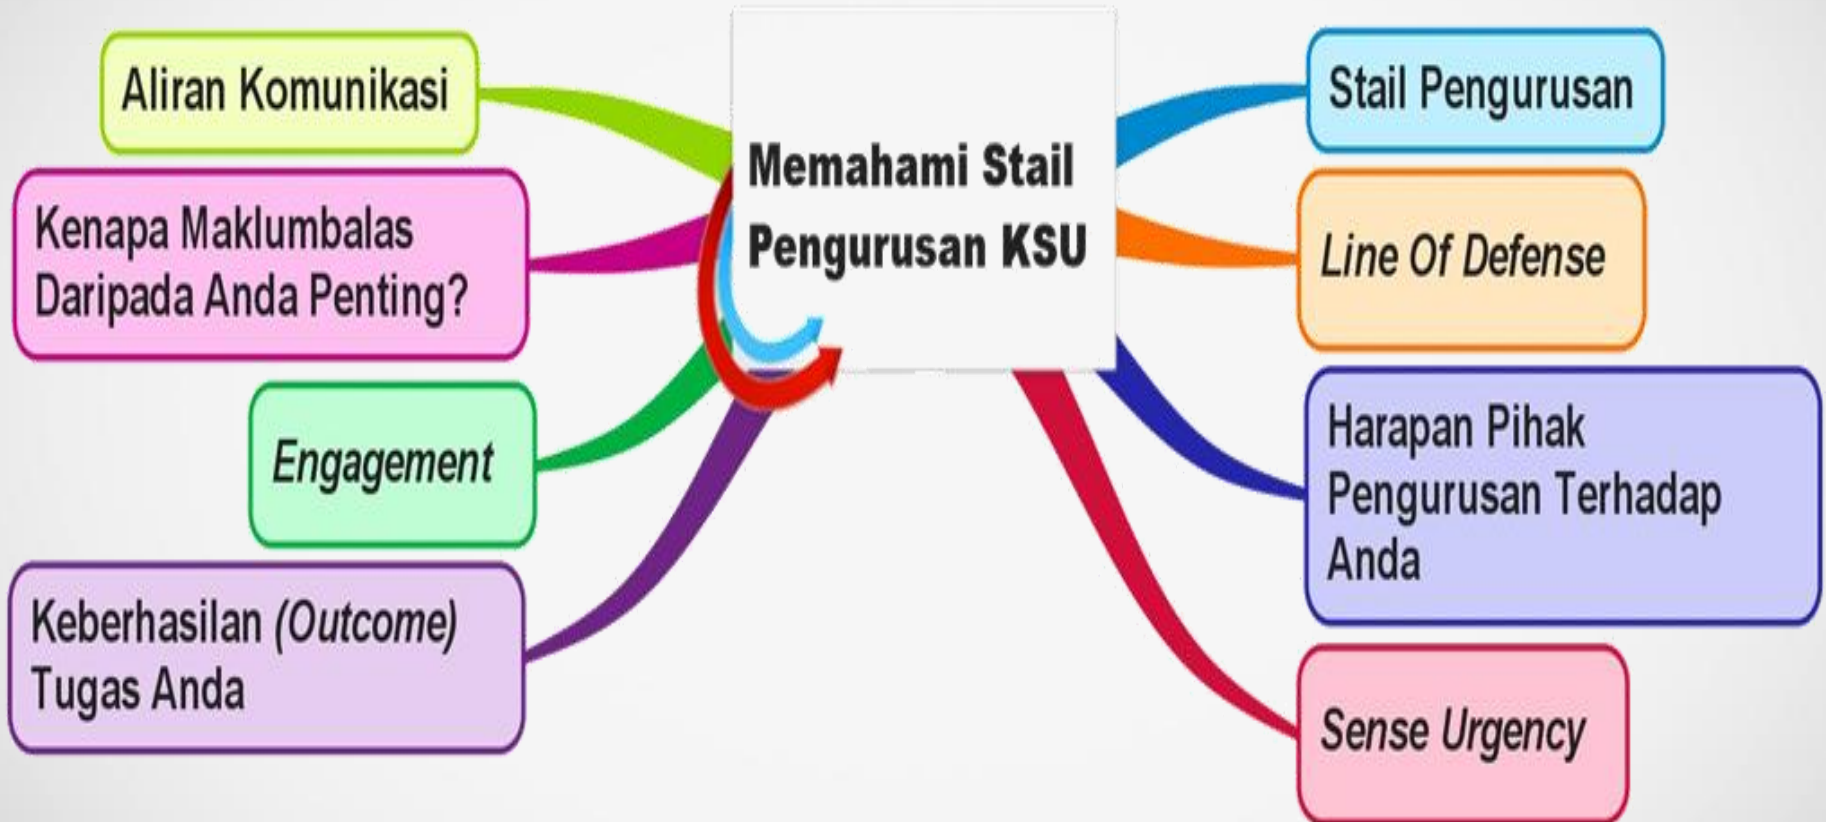 Memahami Stail
Pengurusan KSU
Aliran Komunikasi
Kenapa Maklumbalas
Daripada Anda Penting?
Engagement
Keberhasilan (Outcome)
Tugas Anda
Stail Pengurusan
Line Of Defense
Harapan Pihak
Pengurusan Terhadap
Anda
Sense Urgency